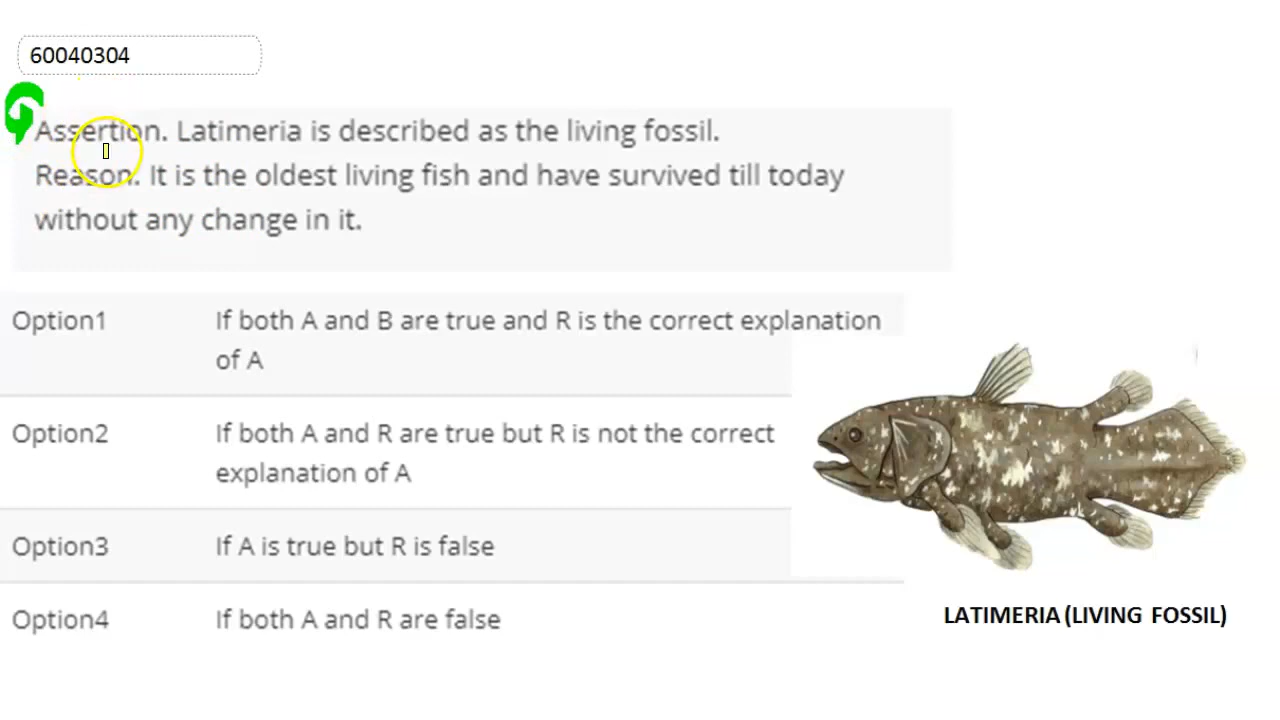 60040304
Assertion. Latimeria is described as the living fossil.
Reason. It is the oldest living fish and have survived till today
without any change in it.
Option1 If both A and B are true and R is the correct explanation
of A
Option2 If both A and R are true but R is not the correct
explanation of A
Option3 If A is true but R is false
Option4 If both A and R are false
LATIMERIA (LIVING FOSSIL)